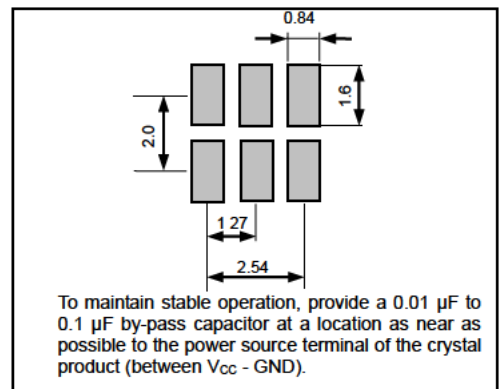 0.84
1.6
2.0
1 27
2.54
To maintain stable operation, provide a 0.01 µF to
0.1 µF by-pass capacitor at a location as near as
possible to the power source terminal of the crystal
product (between VCC - GND).